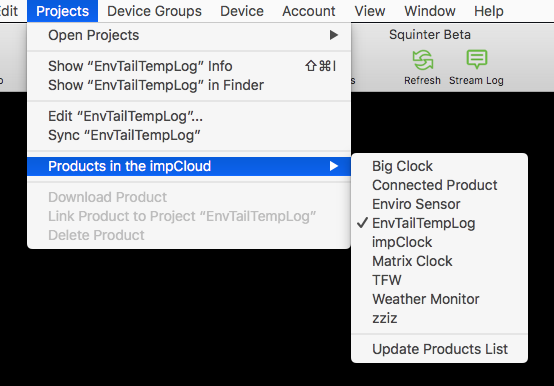 dit Projects Device Groups Device Account View Window Help
Squinter Beta
Open Projects
Show “EnvTailTempLog” Info ⇧⌘I
Show “EnvTailTempLog” in Finder
Refresh Stream Log
Edit “EnvTailTempLog”...
Sync “EnvTailTempLog”
Products in the impCloud
Download Product
Link Product to Project “EnvTailTempLog”
Delete Product
Big Clock
Connected Product
Enviro Sensor
✓ EnvTailTempLog
impClock
Matrix Clock
TFW
Weather Monitor
zziz
Update Products List